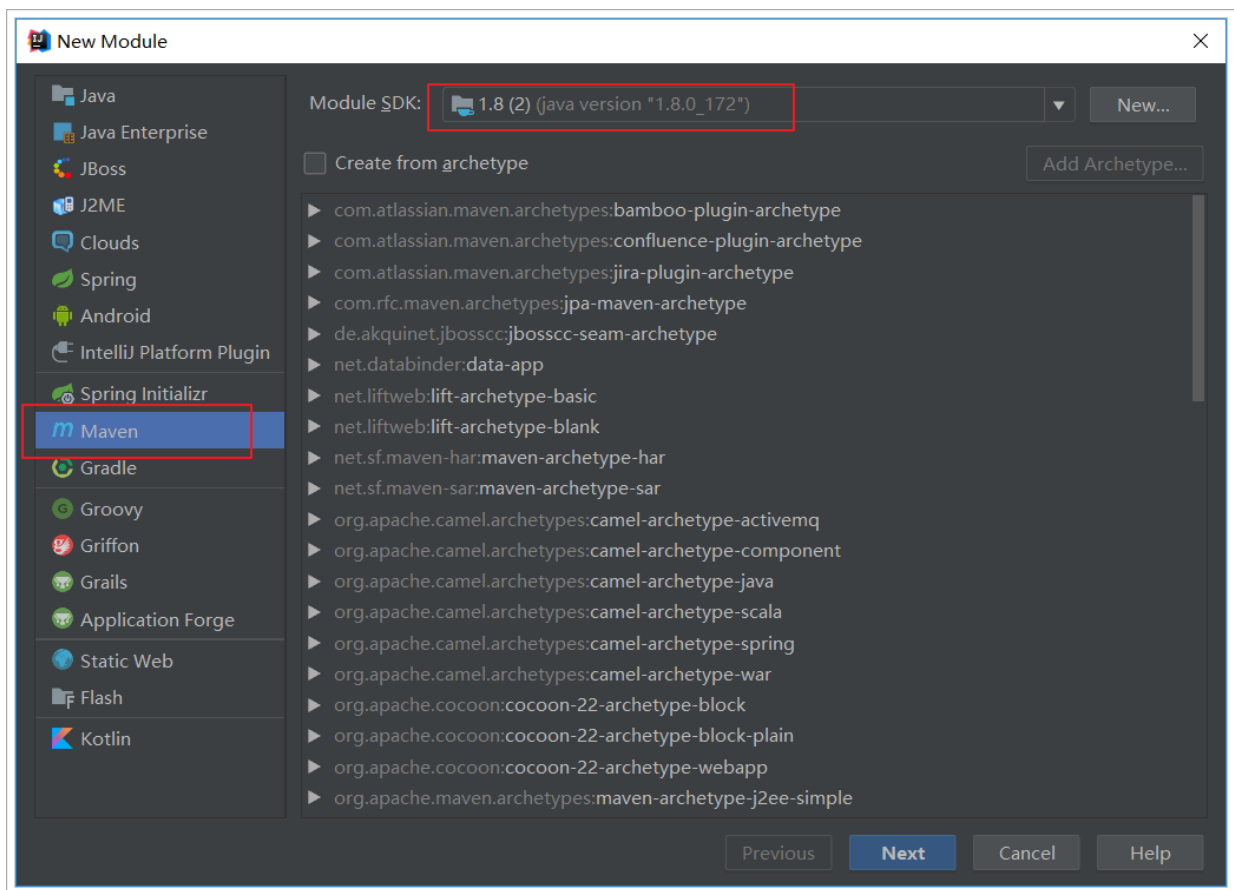 New Module
Java
Java Enterprise
JBoss
J2ME
Clouds
Spring
Android
IntelliJ Platform Plugin
Spring Initializr
Maven
Gradle
Groovy
Griffon
Grails
Application Forge
Static Web
Flash
Kotlin
Module SDK: 1.8 (2) (java version "1.8.0_172") New...
Create from archetype Add Archetype...
com.atlassian.maven.archetypes:bamboo-plugin-archetype
com.atlassian.maven.archetypes:confluence-plugin-archetype
com.atlassian.maven.archetypes:jira-plugin-archetype
com.rfc.maven.archetypes:jpa-maven-archetype
de.akquinet.jbosscc:jbosscc-seam-archetype
net.databinder:data-app
net.liftweb:lift-archetype-basic
net.liftweb:lift-archetype-blank
net.sf.maven-har:maven-archetype-har
net.sf.maven-sar:maven-archetype-sar
org.apache.camel.archetypes:camel-archetype-activemq
org.apache.camel.archetypes:camel-archetype-component
org.apache.camel.archetypes:camel-archetype-java
org.apache.camel.archetypes:camel-archetype-scala
org.apache.camel.archetypes:camel-archetype-spring
org.apache.camel.archetypes:camel-archetype-war
org.apache.cocoon:cocoon-22-archetype-block
org.apache.cocoon:cocoon-22-archetype-block-plain
org.apache.cocoon:cocoon-22-archetype-webapp
org.apache.maven.archetypes:maven-archetype-j2ee-simple
Previous Next Cancel Help